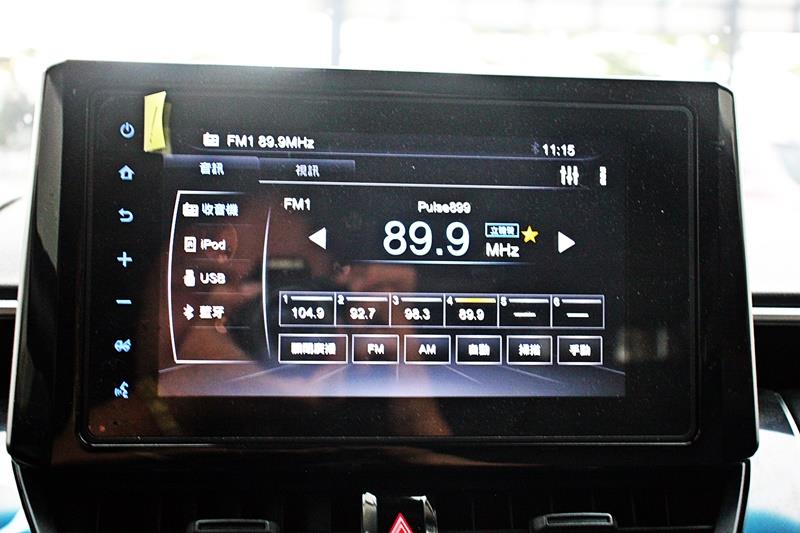 FM1 89.9MHz
11:15
音訊
視訊
收音機
iPod
USB
藍牙
FM1
Pulse899
89.9
立體聲
MHz
1 2 3 4 5 6
104.9 92.7 98.3 89.9
FM AM 自動 掃描 手動